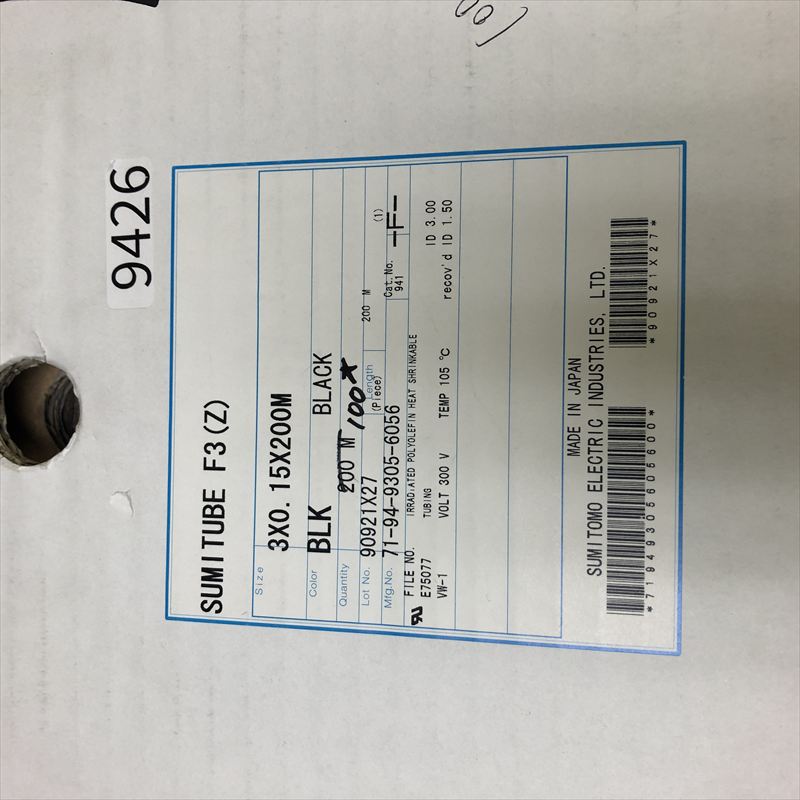 9426
SUMITUBE F3(Z)
Size 3X0.15X200M
Color BLK BLACK
Quantity 200 M 100*
Length (Piece) 200 M
Lot No. 90921X27
Mfg.No. 71-94-9305-6056
Cat.No. 941 -F- (1)
FILE NO. IRRADIATED POLYOLEFIN HEAT SHRINKABLE
E75077 TUBING ID 3.00
VW-1 VOLT 300 V TEMP 105 ℃ recov'd ID 1.50
MADE IN JAPAN
SUMITOMO ELECTRIC INDUSTRIES, LTD.
*71949305605600* *90921X27*